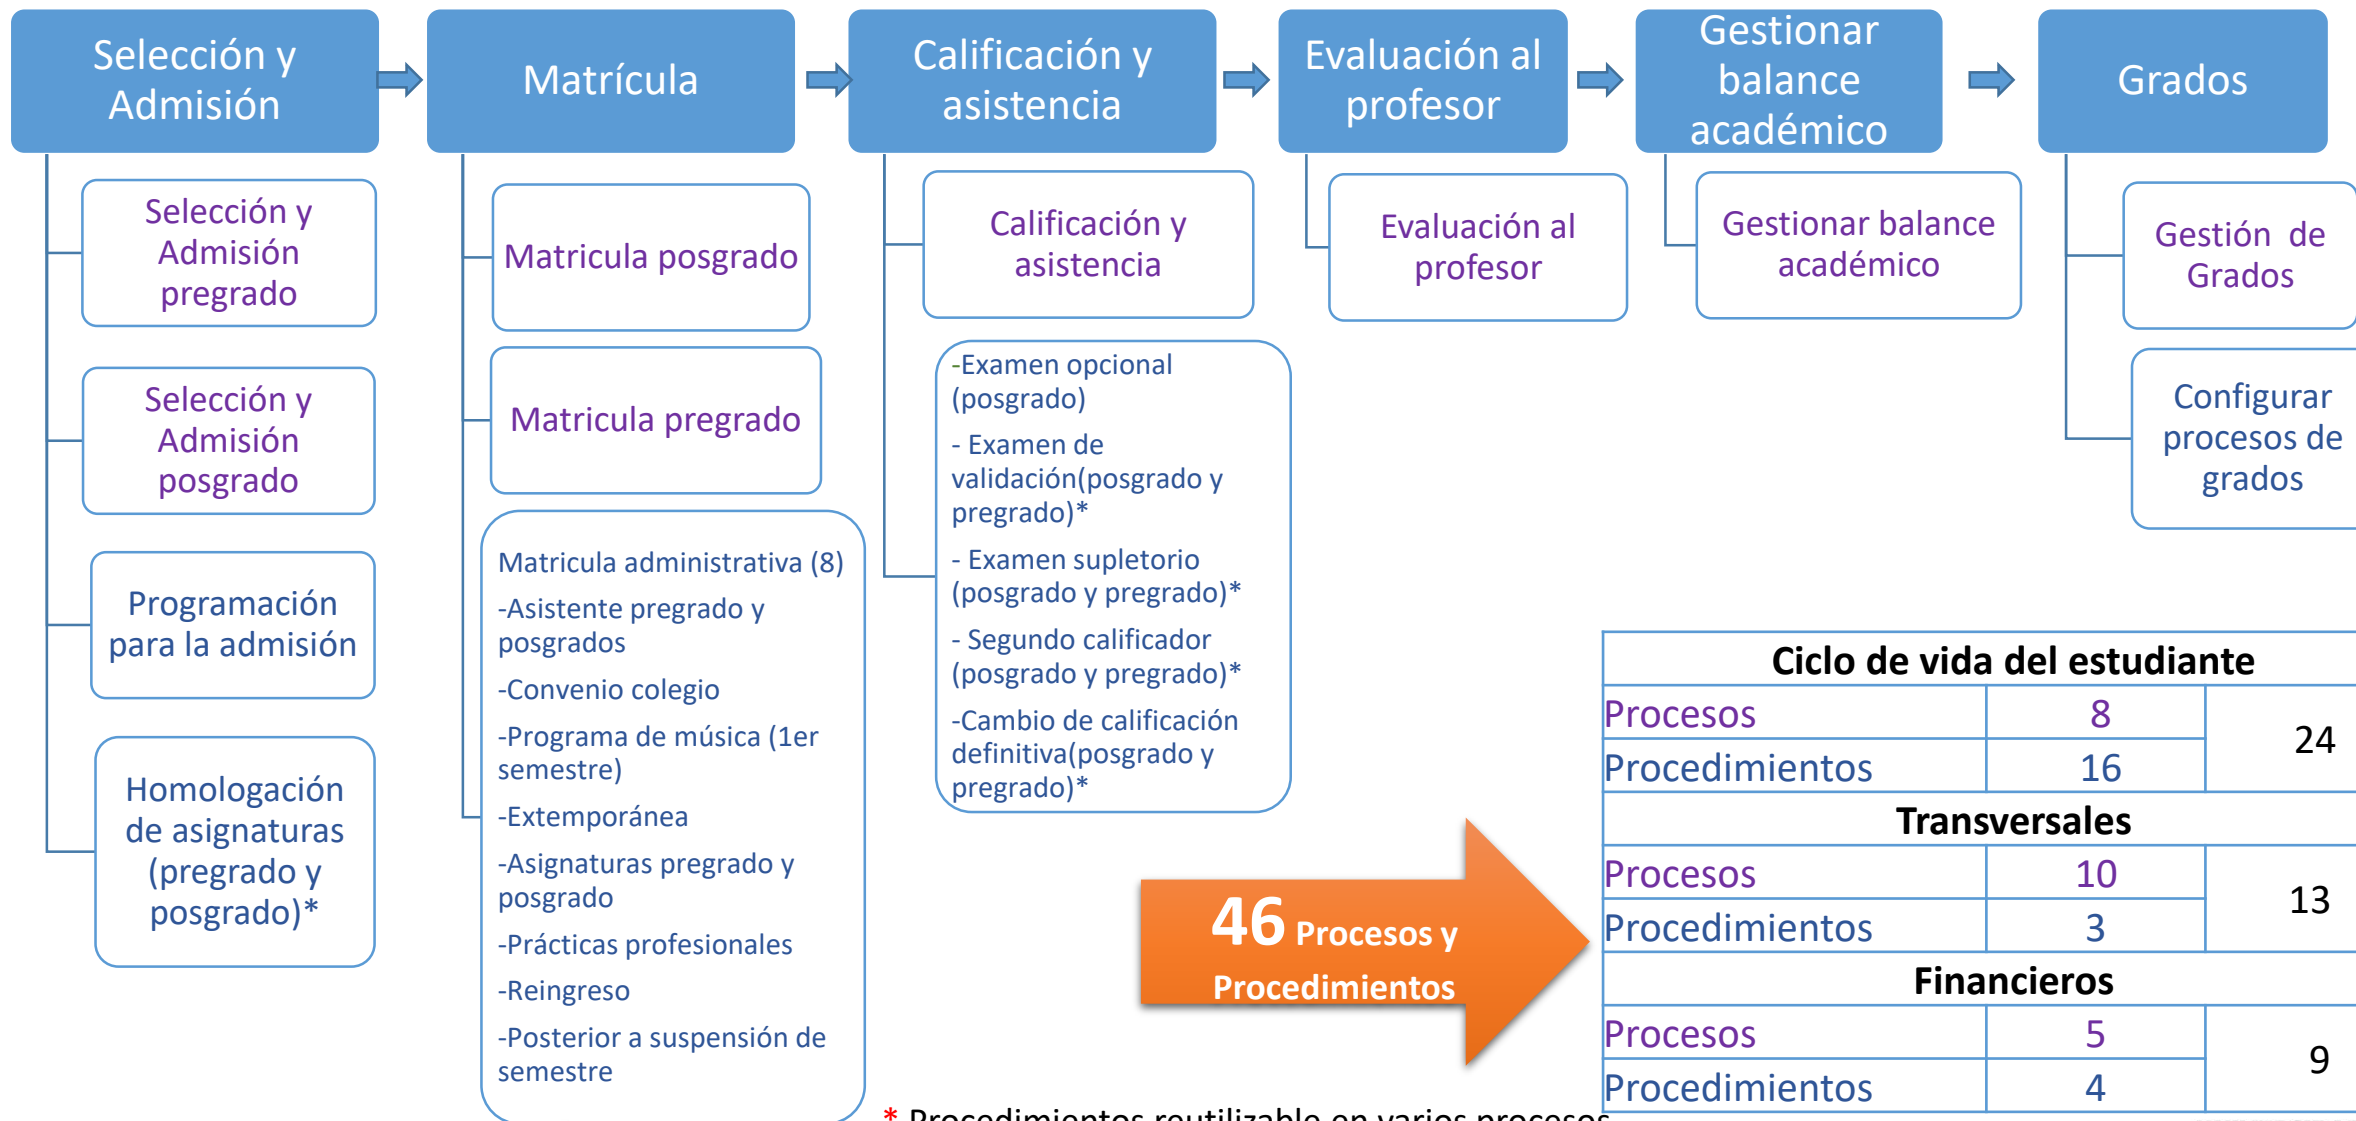 Selección y
Admisión
Matrícula
Calificación y
asistencia
Evaluación al
profesor
Gestionar
balance
académico
Grados
Selección y
Admisión
pregrado
Selección y
Admisión
posgrado
Programación
para la admisión
Homologación
de asignaturas
(pregrado y
posgrado)*
Matricula posgrado
Matricula pregrado
Matricula administrativa (8)
-Asistente pregrado y
posgrados
-Convenio colegio
-Programa de música (1er
semestre)
-Extemporánea
-Asignaturas pregrado y
posgrado
-Prácticas profesionales
-Reingreso
-Posterior a suspensión de
semestre
Calificación y
asistencia
-Examen opcional
(posgrado)
- Examen de
validación(posgrado y
pregrado)*
- Examen supletorio
(posgrado y pregrado)*
- Segundo calificador
(posgrado y pregrado)*
-Cambio de calificación
definitiva(posgrado y
pregrado)*
Evaluación al
profesor
Gestionar balance
académico
Gestión de
Grados
Configurar
procesos de
grados
46 Procesos y
Procedimientos
Ciclo de vida del estudiante
Procesos 8
24
Procedimientos 16
Transversales
Procesos 10
13
Procedimientos 3
Financieros
Procesos 5
9
Procedimientos 4
* Procedimientos reutilizable en varios procesos